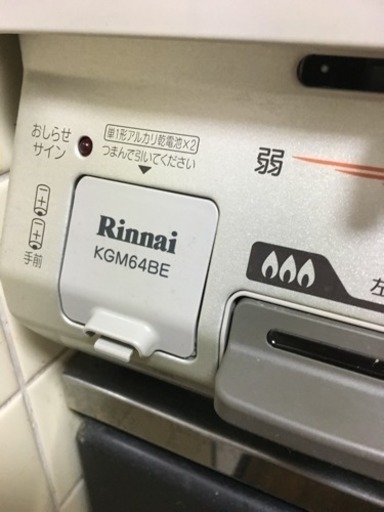 おしらせ
サイン
単1形アルカリ乾電池×2
つまんで引いてください
弱
手前
Rinnai
KGM64BE
左